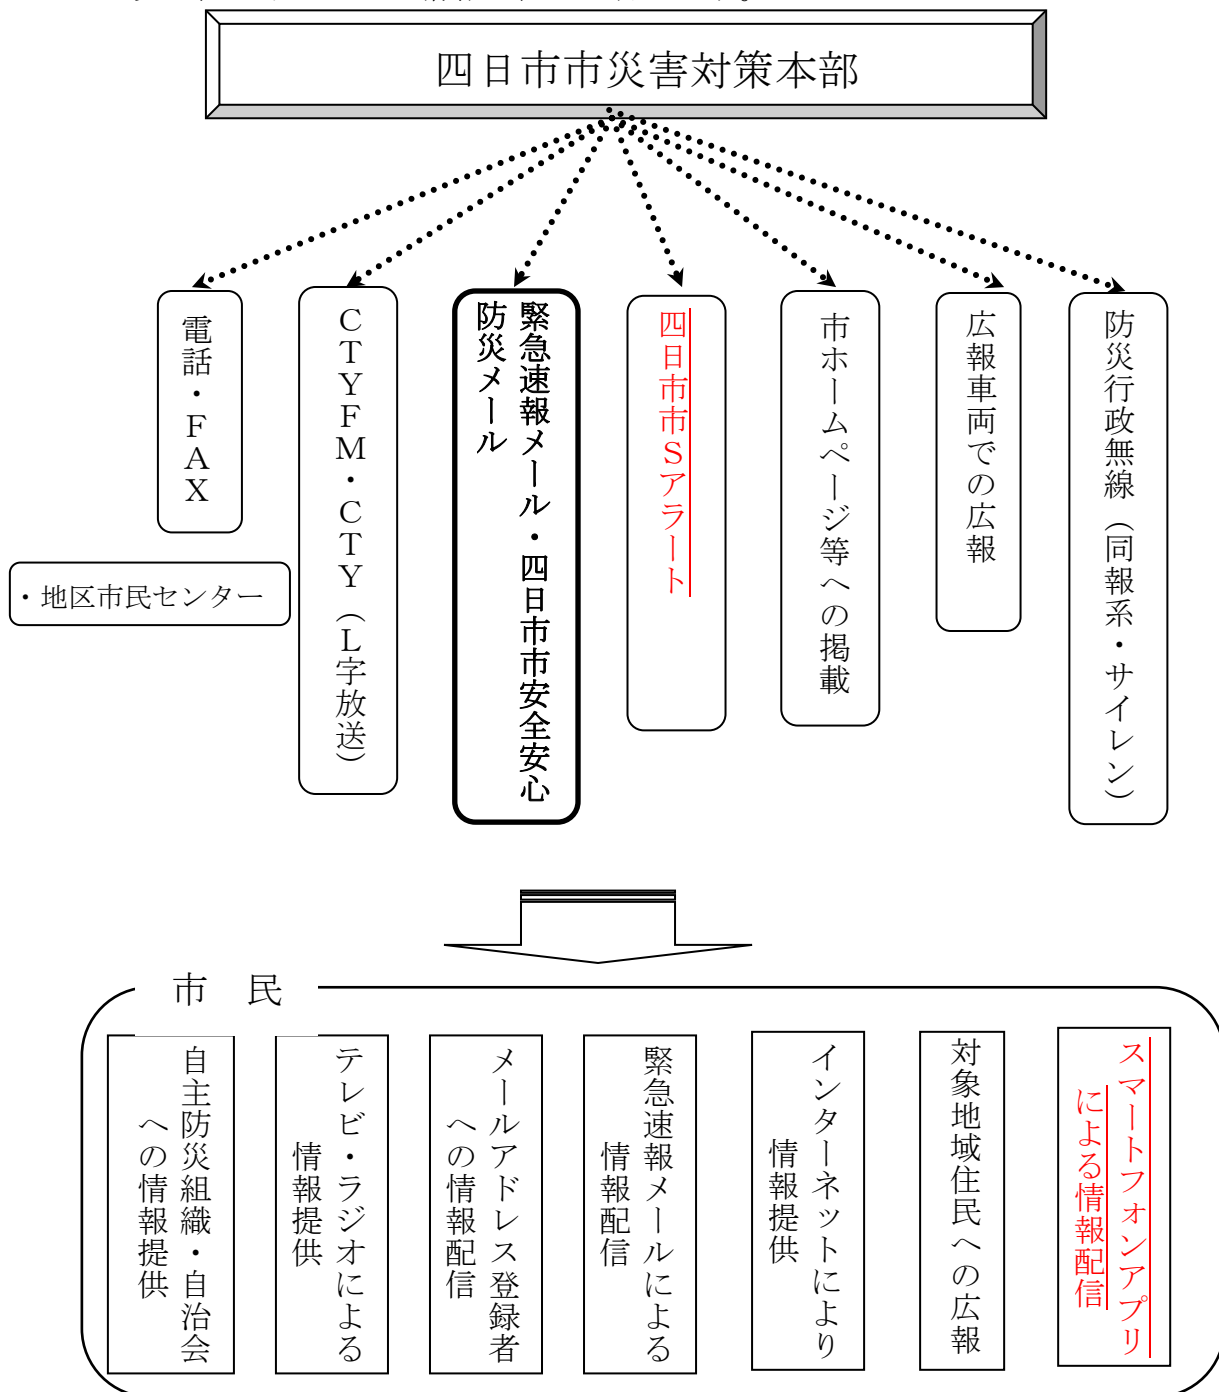 四日市市災害対策本部
電話・ＦＡＸ
ＣＴＹＦＭ・ＣＴＹ（Ｌ字放送）
緊急速報メール・四日市市安全安心
防災メール
四日市市Ｓアラート
市ホームページ等への掲載
広報車両での広報
防災行政無線（同報系・サイレン）
・地区市民センター
市　民
自主防災組織・自治会
への情報提供
テレビ・ラジオによる
情報提供
メールアドレス登録者
への情報配信
緊急速報メールによる
情報配信
インターネットにより
情報提供
対象地域住民への広報
スマートフォンアプリ
による情報配信